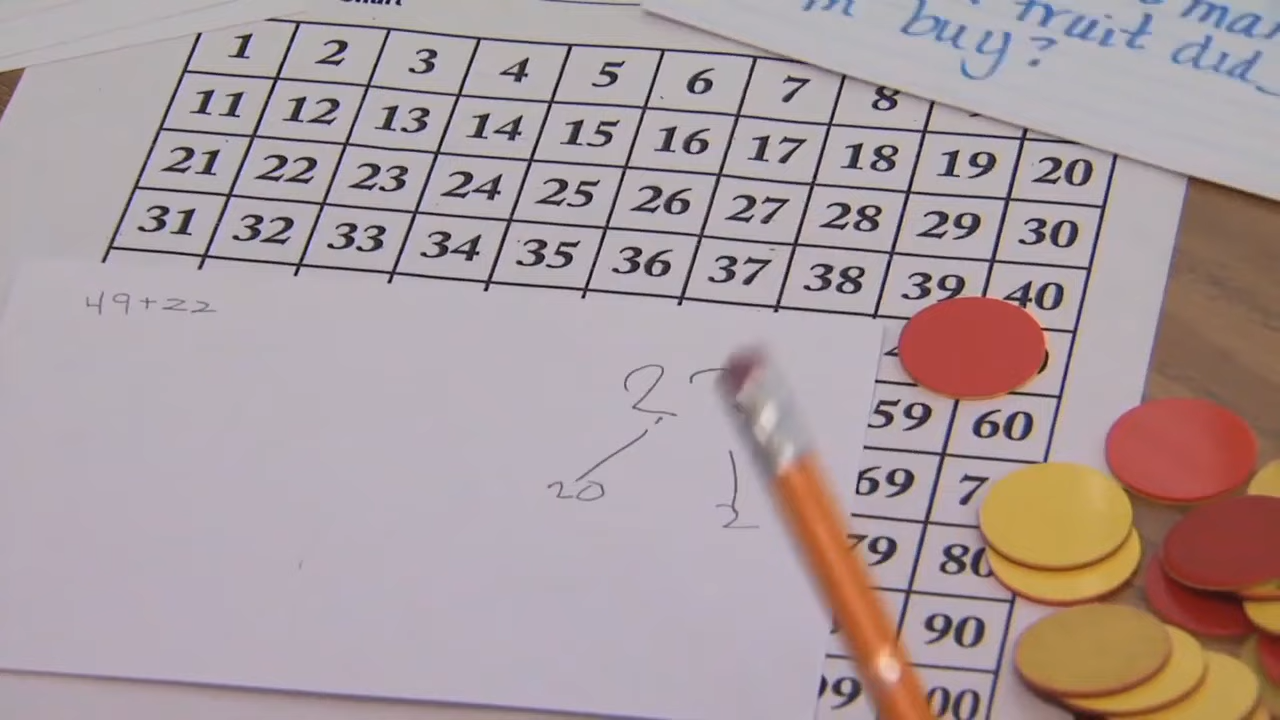 buy?
fruit did
1 2 3 4 5 6 7 8
11 12 13 14 15 16 17 18 19 20
21 22 23 24 25 26 27 28 29 30
31 32 33 34 35 36 37 38 39 40
59 60
69
80
90
49+22
2
20 2